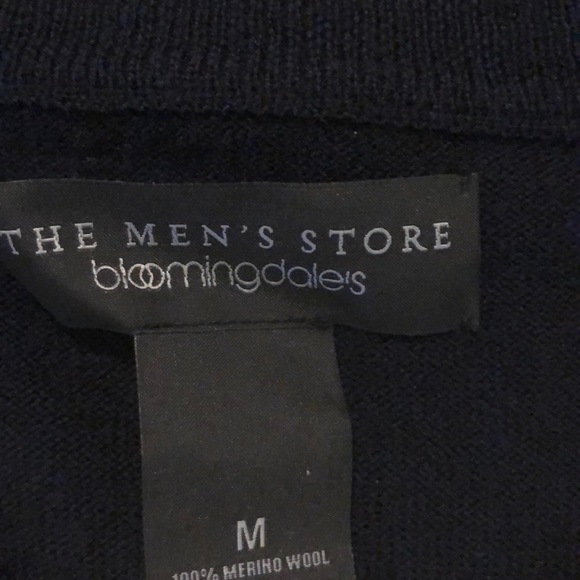 THE MEN'S STORE
bloomingdale's
M
100% MERINO WOOL